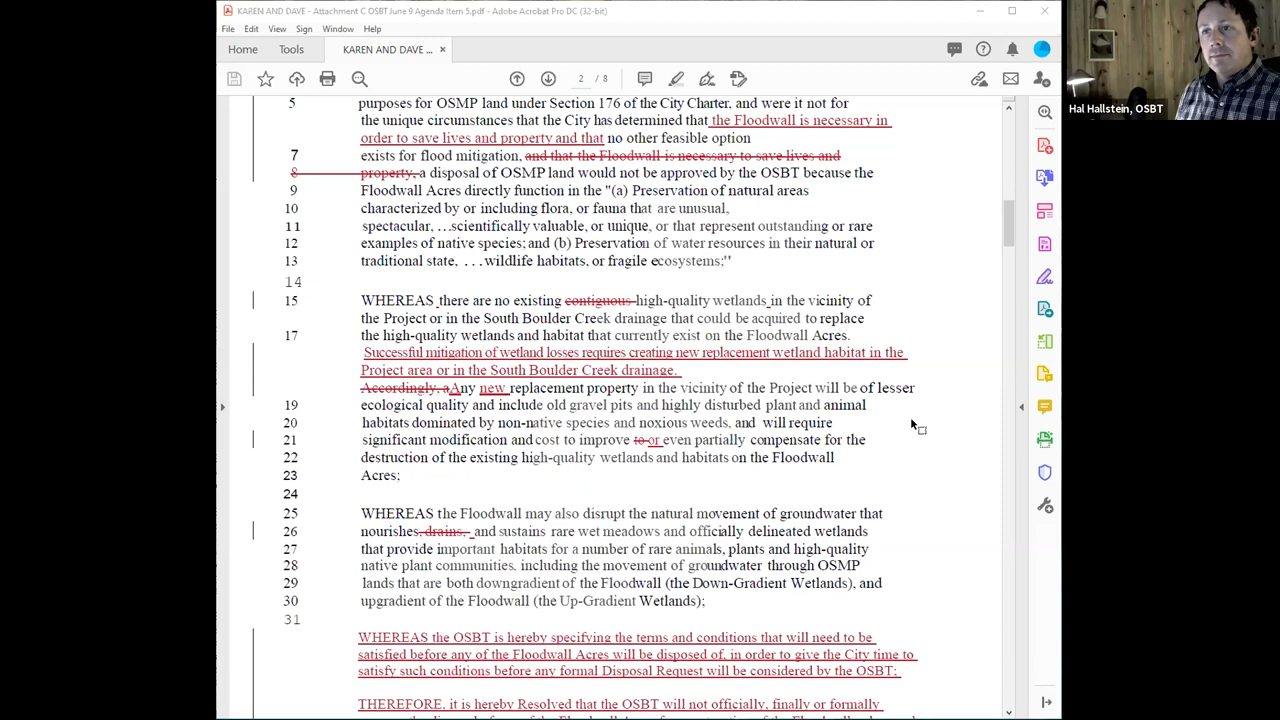 KAREN AND DAVE - Attachment C OSBT June 9 Agenda Item 5.pdf - Adobe Acrobat Pro DC (32-bit)
File Edit View Sign Window Help
Home Tools KAREN AND DAVE ... ×
2 / 8
Hal Hallstein, OSBT
5 purposes for OSMP land under Section 176 of the City Charter, and were it not for
the unique circumstances that the City has determined that the Floodwall is necessary in
order to save lives and property and that no other feasible option
7 exists for flood mitigation, and that the Floodwall is necessary to save lives and
8 property, a disposal of OSMP land would not be approved by the OSBT because the
9 Floodwall Acres directly function in the "(a) Preservation of natural areas
10 characterized by or including flora, or fauna that are unusual,
11 spectacular, ...scientifically valuable, or unique, or that represent outstanding or rare
12 examples of native species; and (b) Preservation of water resources in their natural or
13 traditional state, ...wildlife habitats, or fragile ecosystems;"
14
15 WHEREAS there are no existing contiguous high-quality wetlands in the vicinity of
the Project or in the South Boulder Creek drainage that could be acquired to replace
17 the high-quality wetlands and habitat that currently exist on the Floodwall Acres.
Successful mitigation of wetland losses requires creating new replacement wetland habitat in the
Project area or in the South Boulder Creek drainage.
Accordingly, aAny new replacement property in the vicinity of the Project will be of lesser
19 ecological quality and include old gravel pits and highly disturbed plant and animal
20 habitats dominated by non-native species and noxious weeds, and will require
21 significant modification and cost to improve to or even partially compensate for the
22 destruction of the existing high-quality wetlands and habitats on the Floodwall
23 Acres;
24
25 WHEREAS the Floodwall may also disrupt the natural movement of groundwater that
26 nourishes, drains, and sustains rare wet meadows and officially delineated wetlands
27 that provide important habitats for a number of rare animals, plants and high-quality
28 native plant communities, including the movement of groundwater through OSMP
29 lands that are both downgradient of the Floodwall (the Down-Gradient Wetlands), and
30 upgradient of the Floodwall (the Up-Gradient Wetlands);
31
WHEREAS the OSBT is hereby specifying the terms and conditions that will need to be
satisfied before any of the Floodwall Acres will be disposed of, in order to give the City time to
satisfy such conditions before any formal Disposal Request will be considered by the OSBT;
THEREFORE, it is hereby Resolved that the OSBT will not officially, finally or formally